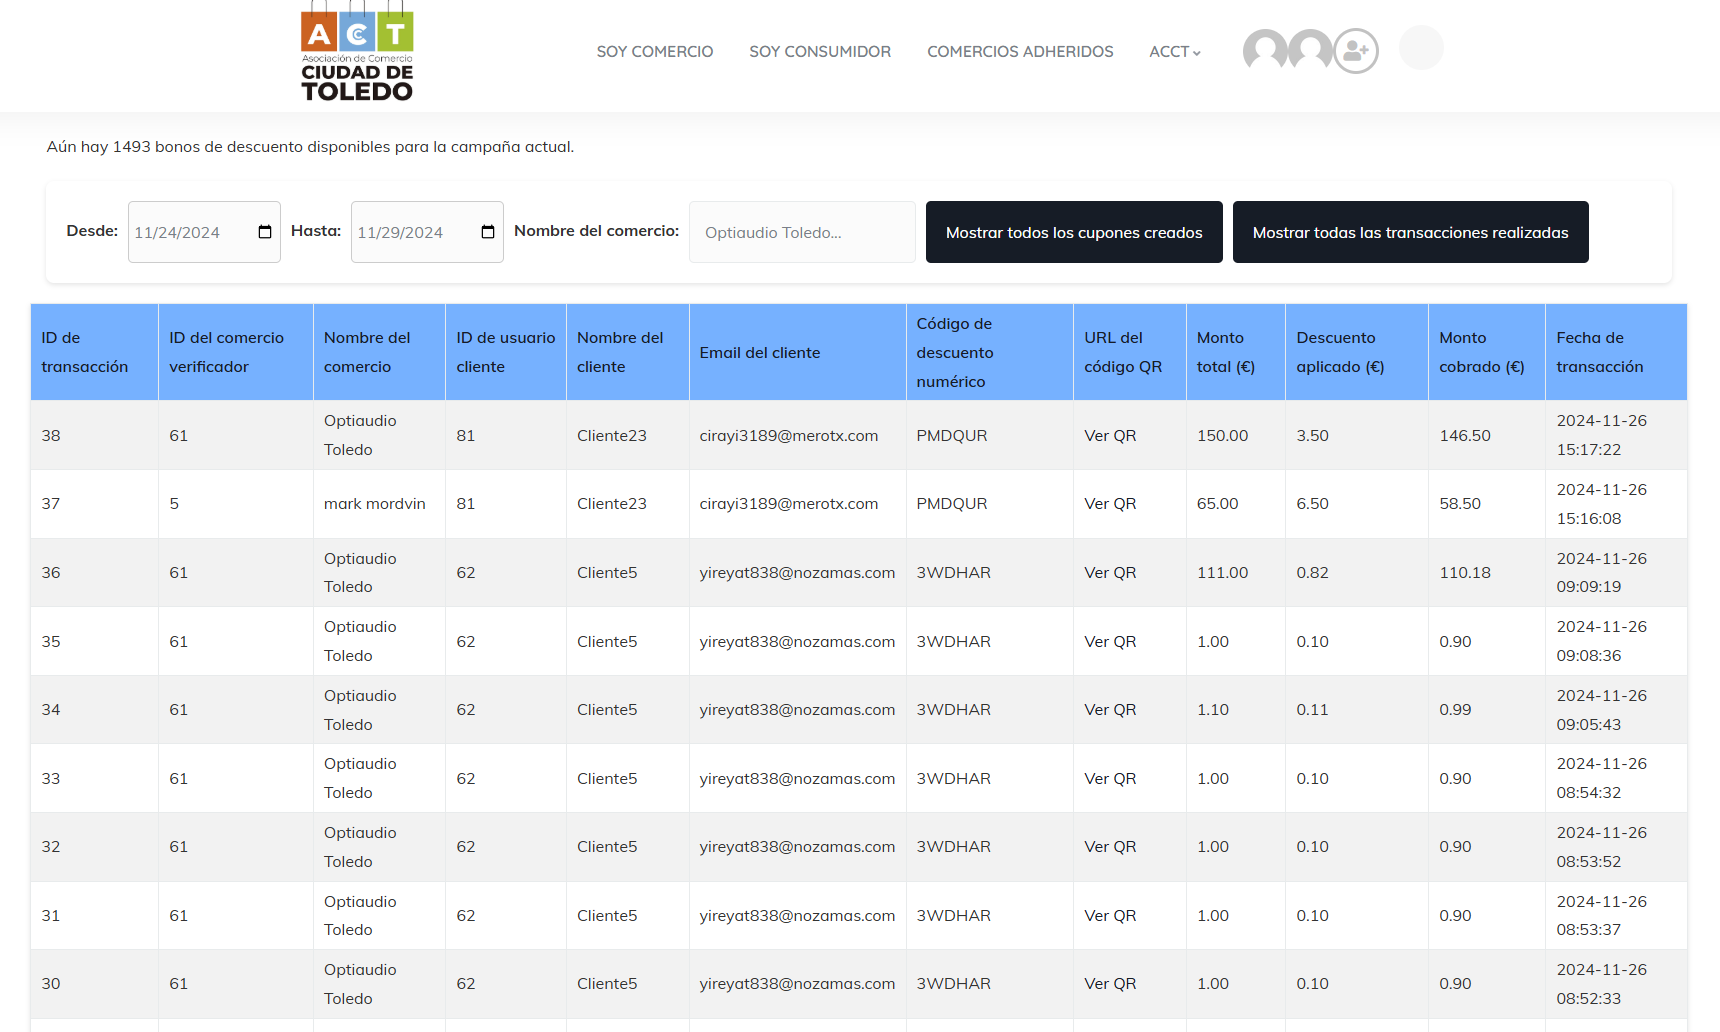 ACT
Asociación de Comercio
CIUDAD DE
TOLEDO
SOY COMERCIO SOY CONSUMIDOR COMERCIOS ADHERIDOS ACCT
Aún hay 1493 bonos de descuento disponibles para la campaña actual.
Desde: 11/24/2024 Hasta: 11/29/2024 Nombre del comercio: Optiaudio Toledo... Mostrar todos los cupones creados Mostrar todas las transacciones realizadas
ID de transacción ID del comercio verificador Nombre del comercio ID de usuario cliente Nombre del cliente Email del cliente Código de descuento numérico URL del código QR Monto total (€) Descuento aplicado (€) Monto cobrado (€) Fecha de transacción
38 61 Optiaudio Toledo 81 Cliente23 cirayi3189@merotx.com PMDQUR Ver QR 150.00 3.50 146.50 2024-11-26 15:17:22
37 5 mark mordvin 81 Cliente23 cirayi3189@merotx.com PMDQUR Ver QR 65.00 6.50 58.50 2024-11-26 15:16:08
36 61 Optiaudio Toledo 62 Cliente5 yireyat838@nozamas.com 3WDHAR Ver QR 111.00 0.82 110.18 2024-11-26 09:09:19
35 61 Optiaudio Toledo 62 Cliente5 yireyat838@nozamas.com 3WDHAR Ver QR 1.00 0.10 0.90 2024-11-26 09:08:36
34 61 Optiaudio Toledo 62 Cliente5 yireyat838@nozamas.com 3WDHAR Ver QR 1.10 0.11 0.99 2024-11-26 09:05:43
33 61 Optiaudio Toledo 62 Cliente5 yireyat838@nozamas.com 3WDHAR Ver QR 1.00 0.10 0.90 2024-11-26 08:54:32
32 61 Optiaudio Toledo 62 Cliente5 yireyat838@nozamas.com 3WDHAR Ver QR 1.00 0.10 0.90 2024-11-26 08:53:52
31 61 Optiaudio Toledo 62 Cliente5 yireyat838@nozamas.com 3WDHAR Ver QR 1.00 0.10 0.90 2024-11-26 08:53:37
30 61 Optiaudio Toledo 62 Cliente5 yireyat838@nozamas.com 3WDHAR Ver QR 1.00 0.10 0.90 2024-11-26 08:52:33